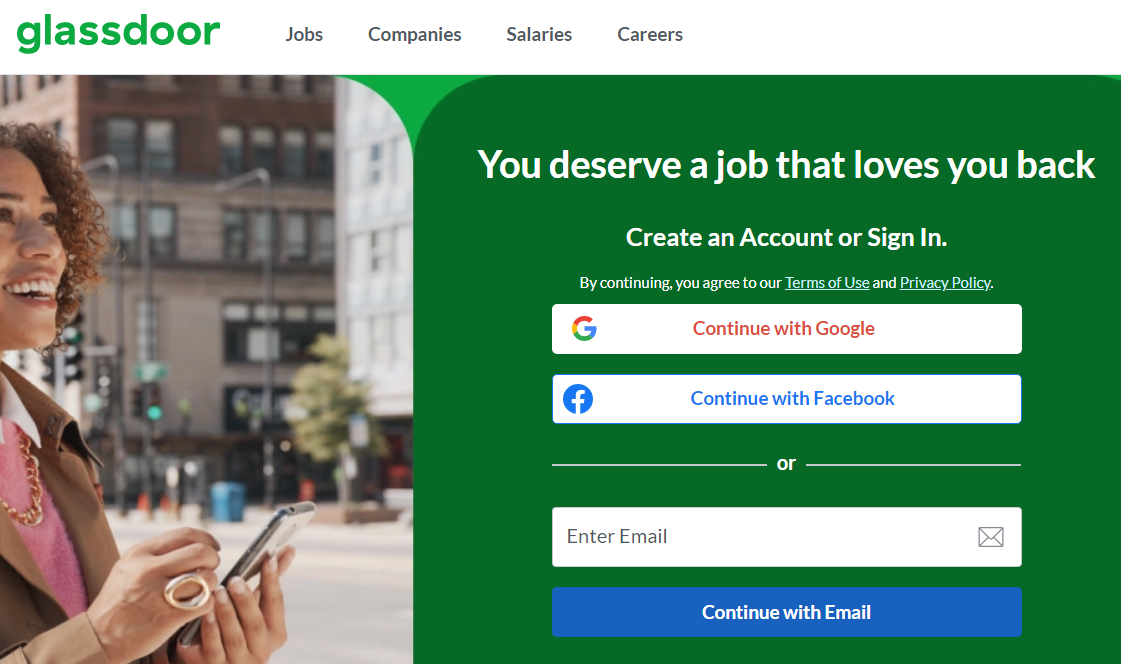 glassdoor
Jobs
Companies
Salaries
Careers
You deserve a job that loves you back
Create an Account or Sign In.
By continuing, you agree to our Terms of Use and Privacy Policy.
Continue with Google
Continue with Facebook
or
Enter Email
Continue with Email